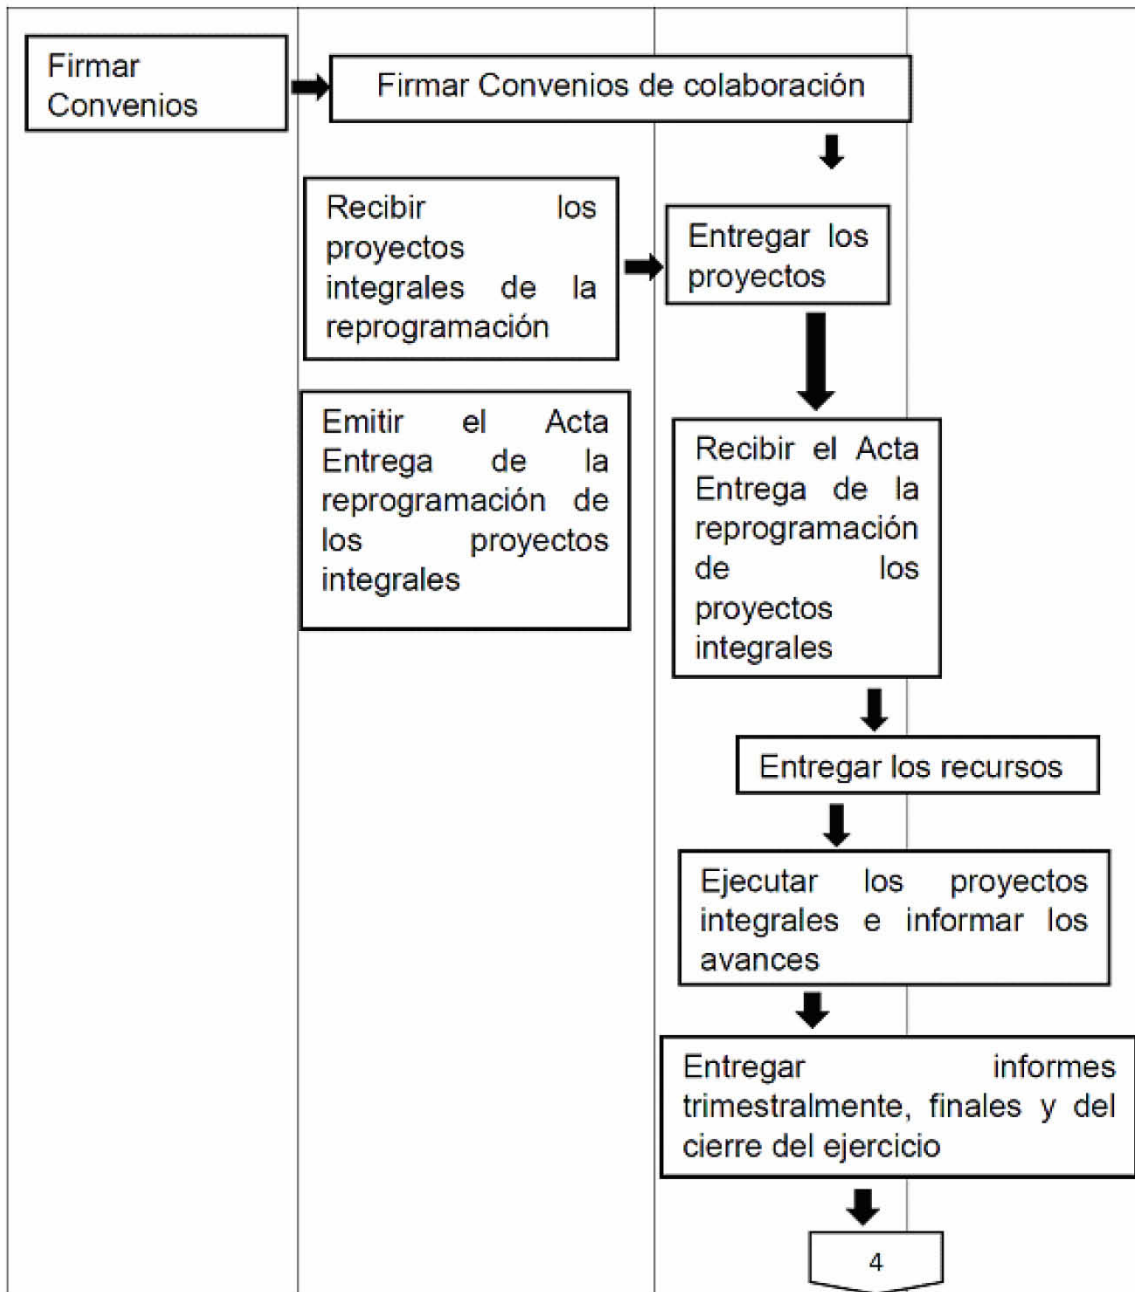 Firmar
Convenios
Firmar Convenios de colaboración
Recibir los
proyectos
integrales de la
reprogramación
Entregar los
proyectos
Emitir el Acta
Entrega de la
reprogramación de
los proyectos
integrales
Recibir el Acta
Entrega de la
reprogramación
de los
proyectos
integrales
Entregar los recursos
Ejecutar los proyectos
integrales e informar los
avances
Entregar informes
trimestralmente, finales y del
cierre del ejercicio
4